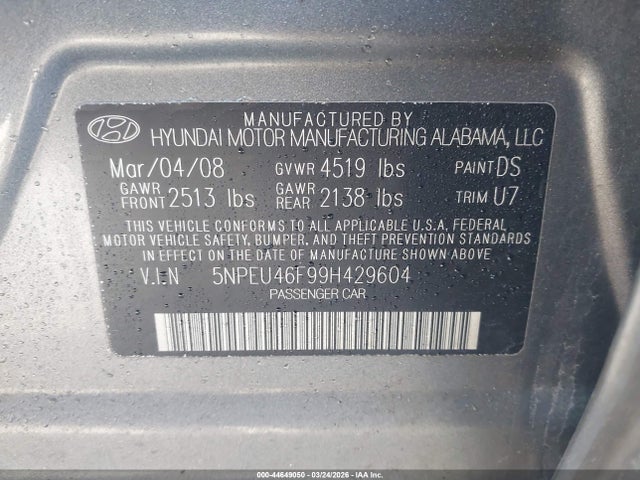 MANUFACTURED BY
HYUNDAI MOTOR MANUFACTURING ALABAMA, LLC
Mar/04/08 GVWR 4519 lbs PAINT DS
GAWR FRONT 2513 lbs GAWR REAR 2138 lbs TRIM U7
THIS VEHICLE CONFORMS TO ALL APPLICABLE U.S.A. FEDERAL
MOTOR VEHICLE SAFETY, BUMPER, AND THEFT PREVENTION STANDARDS
IN EFFECT ON THE DATE OF MANUFACTURE SHOWN ABOVE
V.I.N 5NPEU46F99H429604
PASSENGER CAR
000-44649050 - 03/24/2026 - IAAI.COM